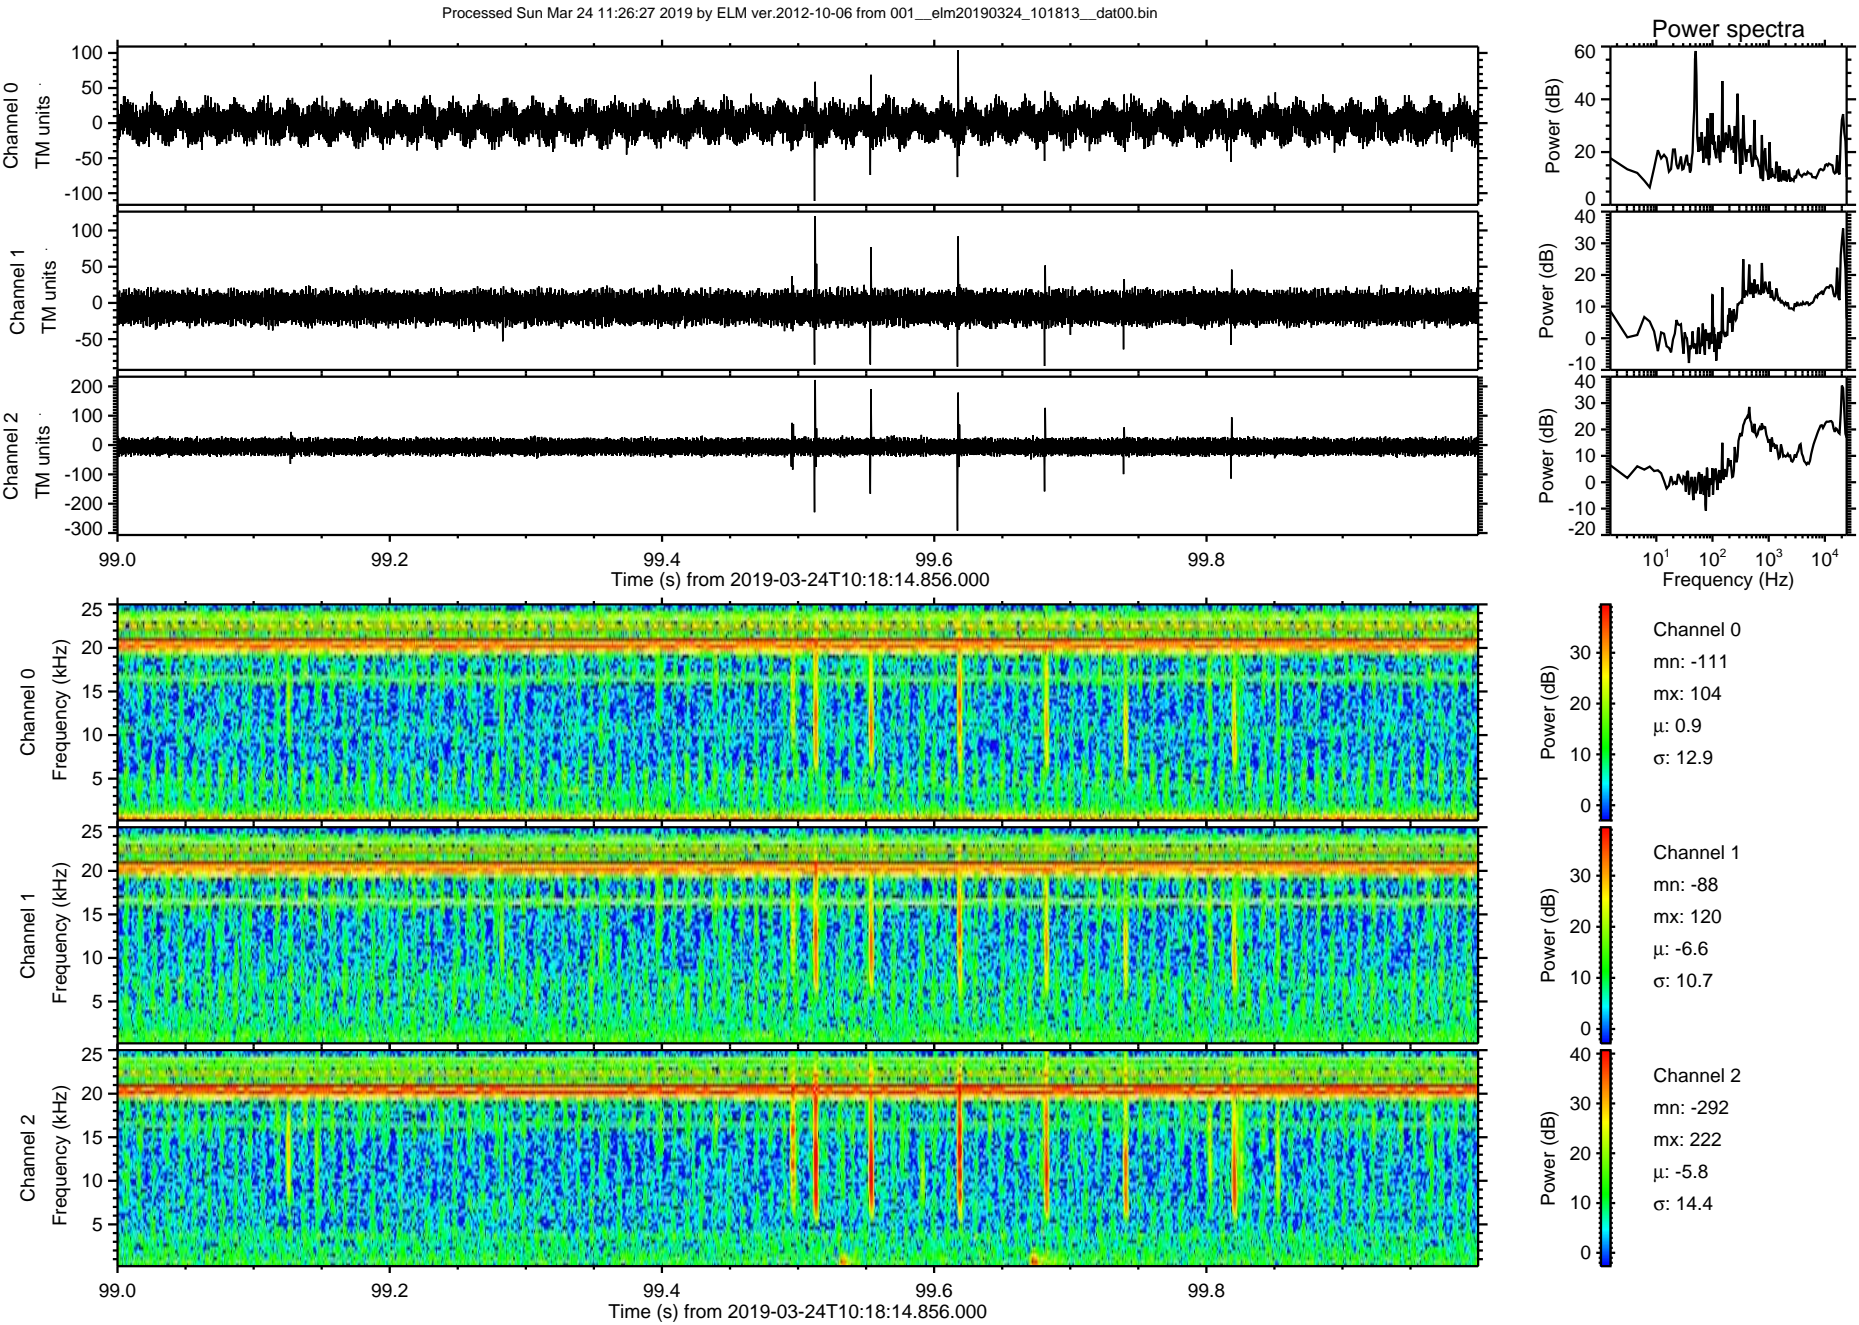 Processed Sun Mar 24 11:26:27 2019 by ELM ver.2012-10-06 from 001__elm20190324_101813__dat00.bin
Power spectra
Channel 0
TM units
100
50
0
-50
-100
Power (dB)
60
40
20
0
Channel 1
TM units
100
50
0
-50
Power (dB)
40
30
20
10
0
-10
Channel 2
TM units
200
100
0
-100
-200
-300
Power (dB)
40
30
20
10
0
-10
-20
99.0 99.2 99.4 99.6 99.8
Time (s) from 2019-03-24T10:18:14.856.000
10¹ 10² 10³ 10⁴
Frequency (Hz)
Channel 0
Frequency (kHz)
25
20
15
10
5
Power (dB)
30
20
10
0
Channel 0
mn: -111
mx: 104
μ: 0.9
σ: 12.9
Channel 1
Frequency (kHz)
25
20
15
10
5
Power (dB)
30
20
10
0
Channel 1
mn: -88
mx: 120
μ: -6.6
σ: 10.7
Channel 2
Frequency (kHz)
25
20
15
10
5
Power (dB)
40
30
20
10
0
Channel 2
mn: -292
mx: 222
μ: -5.8
σ: 14.4
99.0 99.2 99.4 99.6 99.8
Time (s) from 2019-03-24T10:18:14.856.000